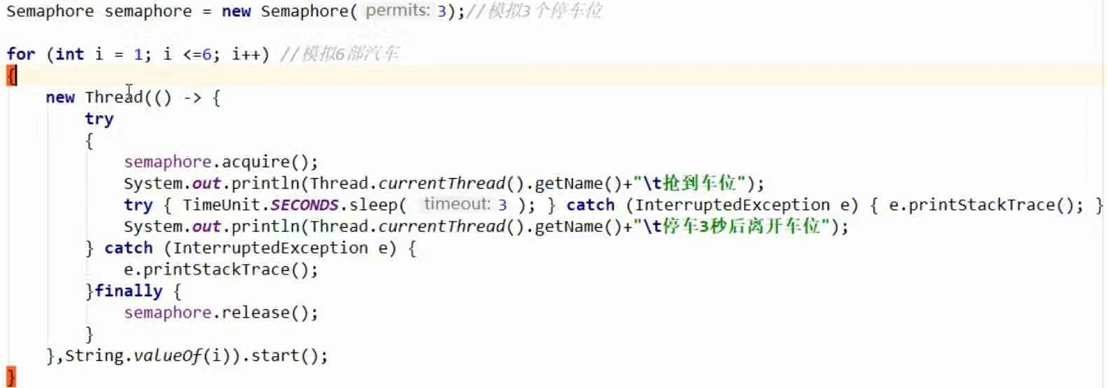 Semaphore semaphore = new Semaphore( permits: 3);//模拟3个停车位
for (int i = 1; i <=6; i++) //模拟6部汽车
{
new Thread(() -> {
try
{
semaphore.acquire();
System.out.println(Thread.currentThread().getName()+"\t抢到车位");
try { TimeUnit.SECONDS.sleep( timeout: 3 ); } catch (InterruptedException e) { e.printStackTrace(); }
System.out.println(Thread.currentThread().getName()+"\t停车3秒后离开车位");
} catch (InterruptedException e) {
e.printStackTrace();
}finally {
semaphore.release();
}
},String.valueOf(i)).start();
}